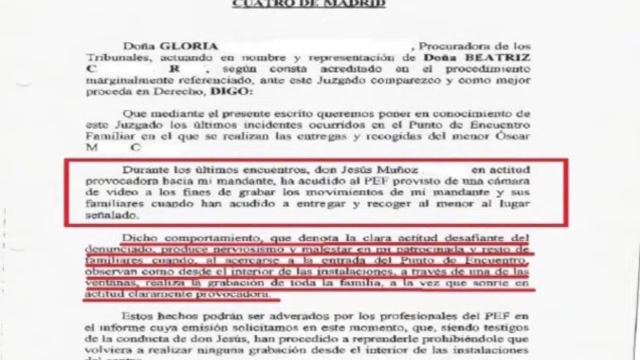 CUATRO DE MADRID
Doña GLORIA , Procuradora de los
Tribunales, actuando en nombre y representación de Doña BEATRIZ
C R , según consta acreditado en el procedimiento
marginalmente referenciado, ante este Juzgado comparezco y como mejor
proceda en Derecho, DIGO:
Que mediante el presente escrito queremos poner en conocimiento de
este Juzgado los últimos incidentes ocurridos en el Punto de Encuentro
Familiar en el que se realizan las entregas y recogidas del menor Óscar
M C
Durante los últimos encuentros, don Jesús Muñoz en actitud
provocadora hacia mi mandante, ha acudido al PEF provisto de una cámara
de video a los fines de grabar los movimientos de mi mandante y sus
familiares cuando han acudido a entregar y recoger al menor al lugar
señalado.
Dicho comportamiento, que denota la clara actitud desafiante del
denunciado, produce nerviosismo y malestar en mi patrocinada y resto de
familiares cuando, al acercarse a la entrada del Punto de Encuentro,
observan como desde el interior de las instalaciones, a través de una de las
ventanas, realiza la grabación de toda la familia, a la vez que sonríe en
actitud claramente provocadora.
Estos hechos podrán ser adverados por los profesionales del PEF en
el informe cuya emisión solicitamos en este momento, que, siendo testigos
de la conducta de don Jesús, han procedido a reprenderle prohibiéndole que
volviera a realizar ninguna grabación desde el interior de las instalaciones